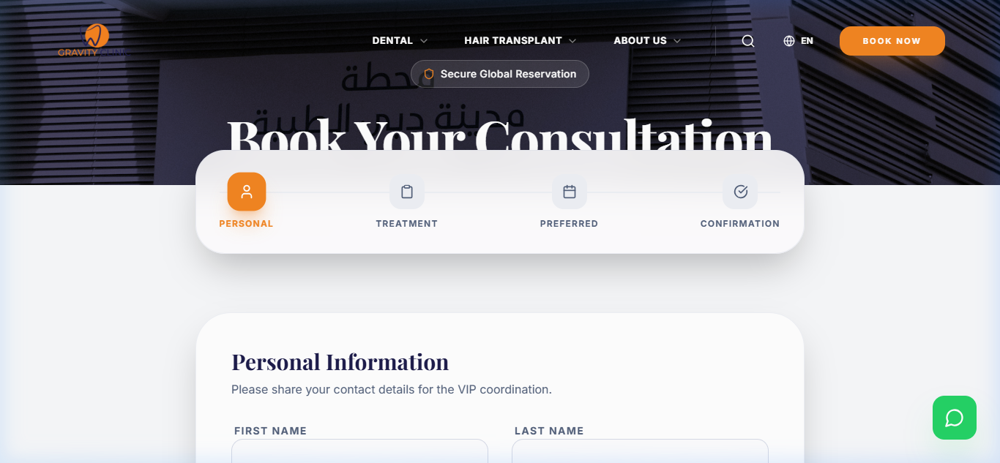 GRAVITY CLINIC
DENTAL
HAIR TRANSPLANT
ABOUT US
EN
BOOK NOW
Secure Global Reservation
محطة
مدينة دبي الطبية
Book Your Consultation
PERSONAL
TREATMENT
PREFERRED
CONFIRMATION
Personal Information
Please share your contact details for the VIP coordination.
FIRST NAME
LAST NAME